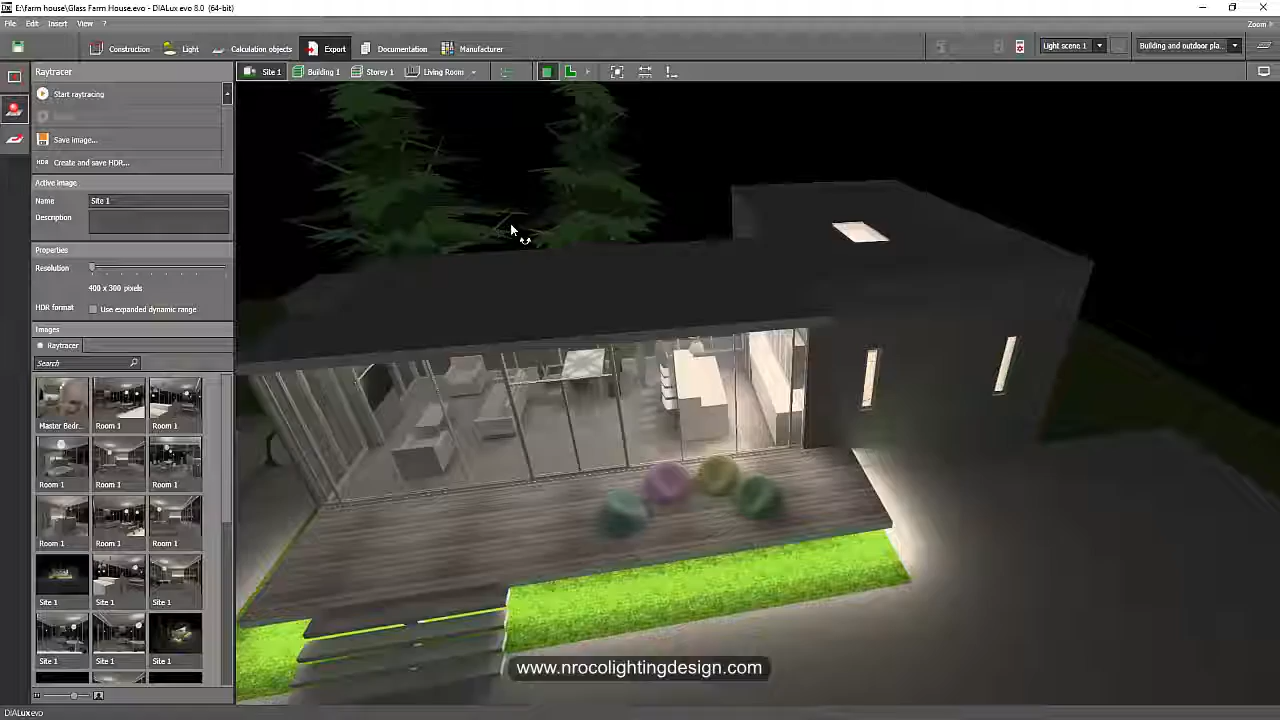 E:\farm house\Glass Farm House.evo - DIALux evo 8.0 (64-bit)
File Edit Insert View ?
Zoom
Construction Light Calculation objects Export Documentation Manufacturer
Light scene 1 Building and outdoor pla...
Raytracer
Site 1 Building 1 Storey 1 Living Room
Start raytracing
Save image...
HDR Create and save HDR...
Active image
Name Site 1
Description
Properties
Resolution
400 x 300 pixels
HDR format Use expanded dynamic range
Images
Raytracer
Search
Master Bedr... Room 1 Room 1
Room 1 Room 1 Room 1
Room 1 Room 1 Room 1
Site 1 Site 1 Site 1
Site 1 Site 1 Site 1
www.nrocolightingdesign.com
DIALux evo